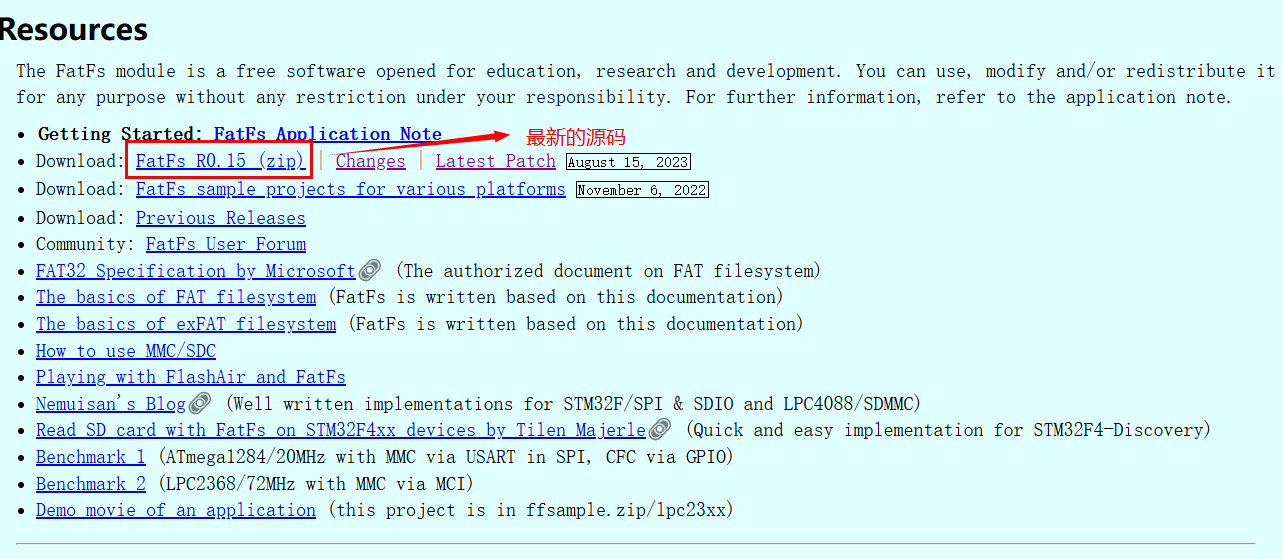 Resources
The FatFs module is a free software opened for education, research and development. You can use, modify and/or redistribute it
for any purpose without any restriction under your responsibility. For further information, refer to the application note.
• Getting Started: FatFs Application Note
最新的源码
• Download: FatFs R0.15 (zip) | Changes | Latest Patch August 15, 2023
• Download: FatFs sample projects for various platforms November 6, 2022
• Download: Previous Releases
• Community: FatFs User Forum
• FAT32 Specification by Microsoft (The authorized document on FAT filesystem)
• The basics of FAT filesystem (FatFs is written based on this documentation)
• The basics of exFAT filesystem (FatFs is written based on this documentation)
• How to use MMC/SDC
• Playing with FlashAir and FatFs
• Nemuisan's Blog (Well written implementations for STM32F/SPI & SDIO and LPC4088/SDMMC)
• Read SD card with FatFs on STM32F4xx devices by Tilen Majerle (Quick and easy implementation for STM32F4-Discovery)
• Benchmark 1 (ATmega1284/20MHz with MMC via USART in SPI, CFC via GPIO)
• Benchmark 2 (LPC2368/72MHz with MMC via MCI)
• Demo movie of an application (this project is in ffsample.zip/lpc23xx)